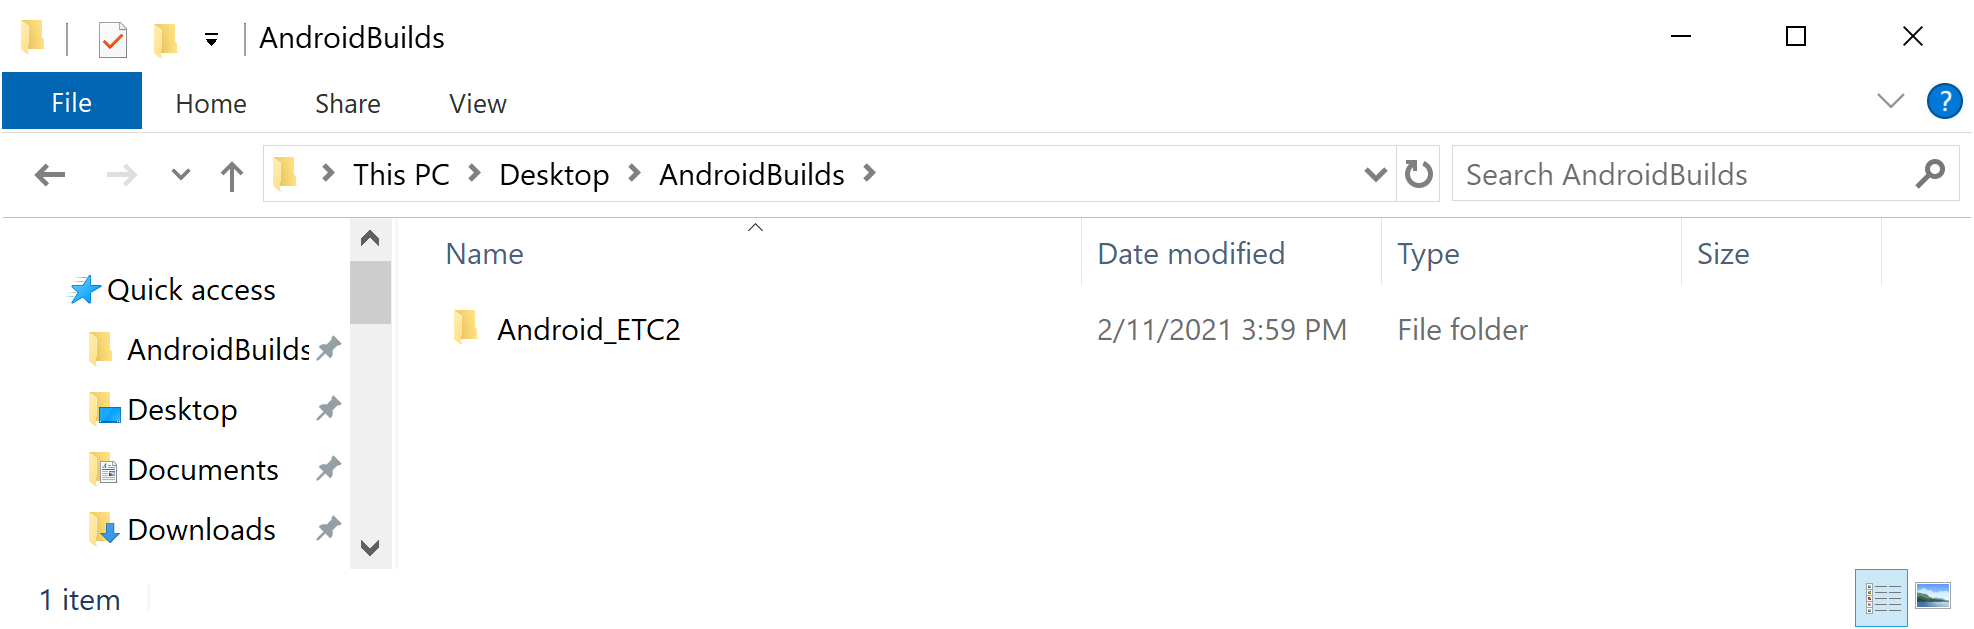 AndroidBuilds
File Home Share View
?
This PC Desktop AndroidBuilds
Search AndroidBuilds
Name Date modified Type Size
Android_ETC2 2/11/2021 3:59 PM File folder
Quick access
AndroidBuilds
Desktop
Documents
Downloads
1 item